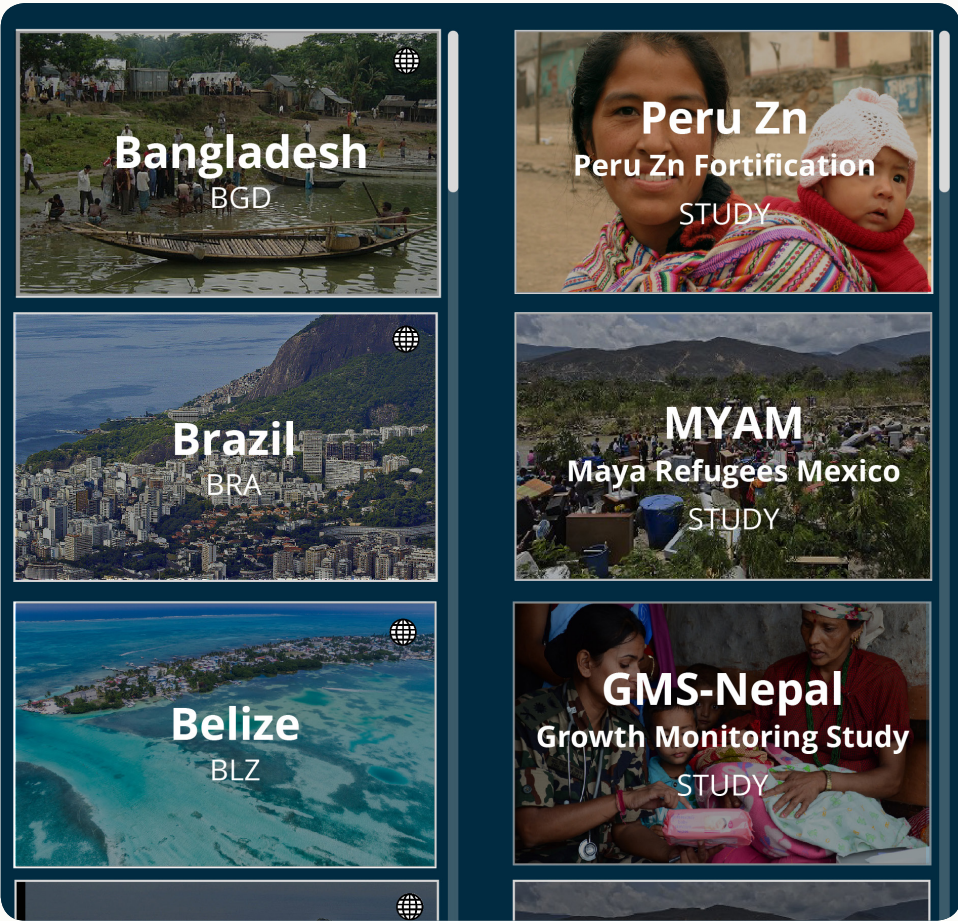 Bangladesh
BGD
Peru Zn
Peru Zn Fortification
STUDY
Brazil
BRA
MYAM
Maya Refugees Mexico
STUDY
Belize
BLZ
GMS-Nepal
Growth Monitoring Study
STUDY